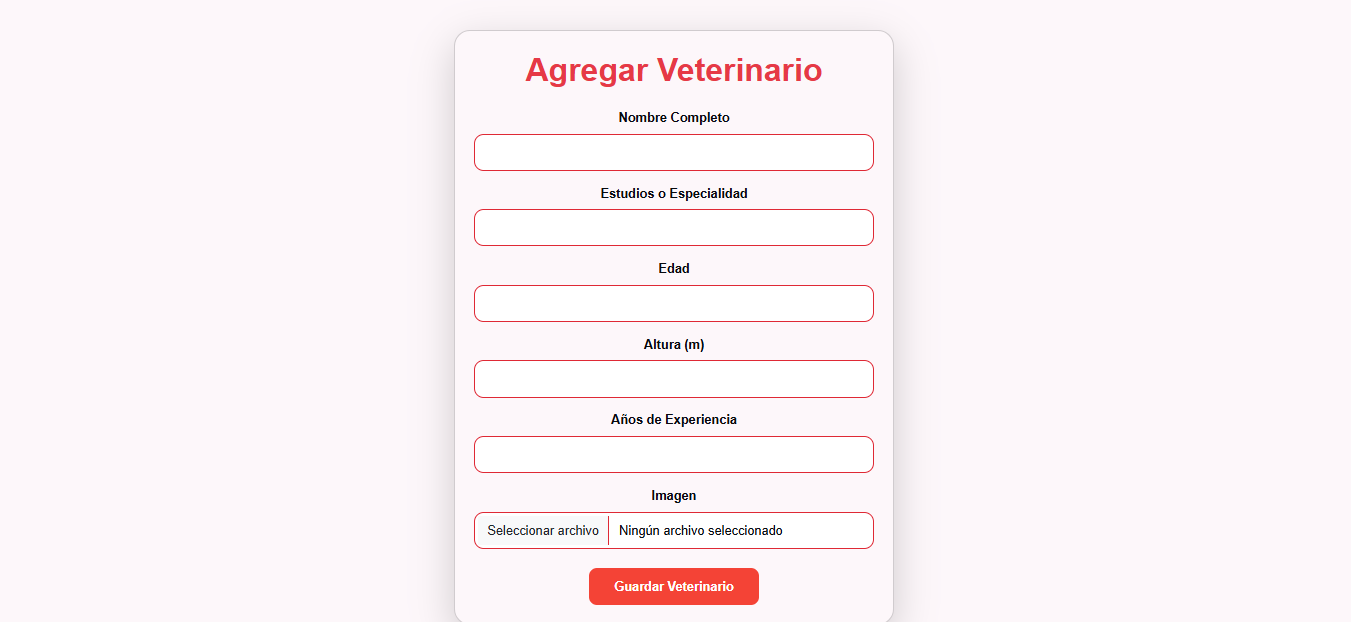 Agregar Veterinario
Nombre Completo
Estudios o Especialidad
Edad
Altura (m)
Años de Experiencia
Imagen
Seleccionar archivo Ningún archivo seleccionado
Guardar Veterinario